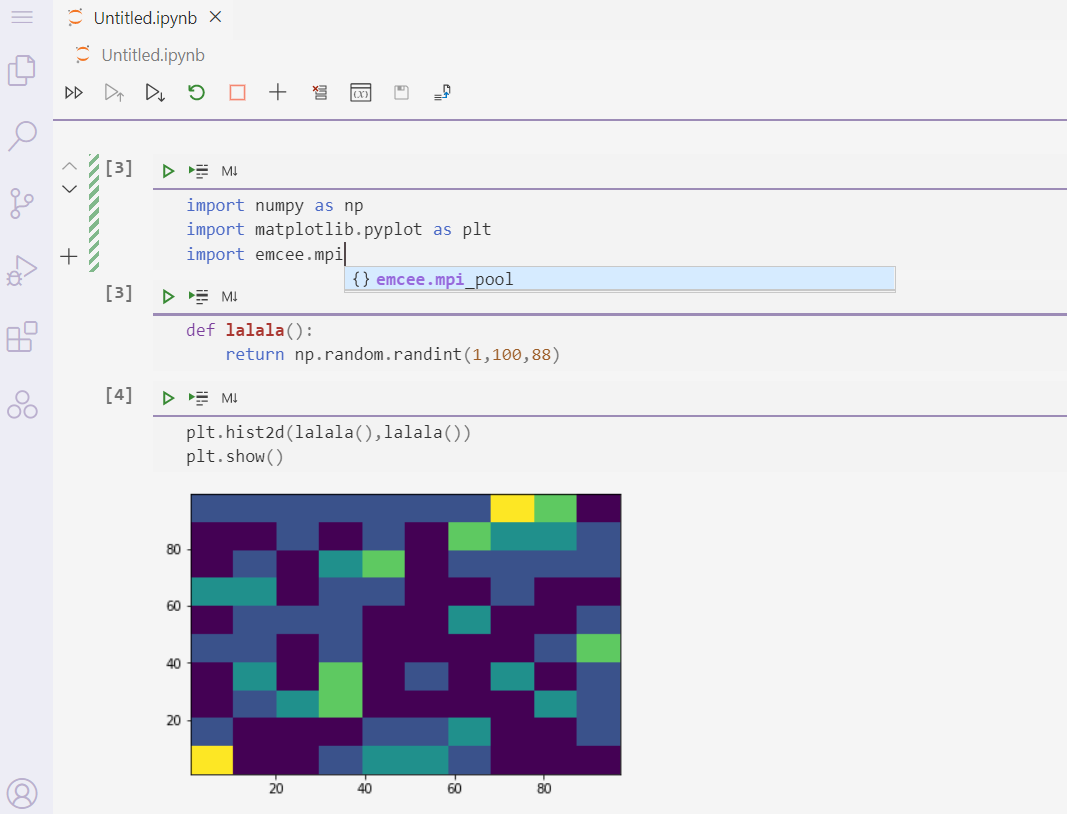 Untitled.ipynb
Untitled.ipynb
[3]
M↓
import numpy as np
import matplotlib.pyplot as plt
import emcee.mpi
{} emcee.mpi_pool
[3]
M↓
def lalala():
    return np.random.randint(1,100,88)
[4]
M↓
plt.hist2d(lalala(),lalala())
plt.show()
80
60
40
20
20 40 60 80